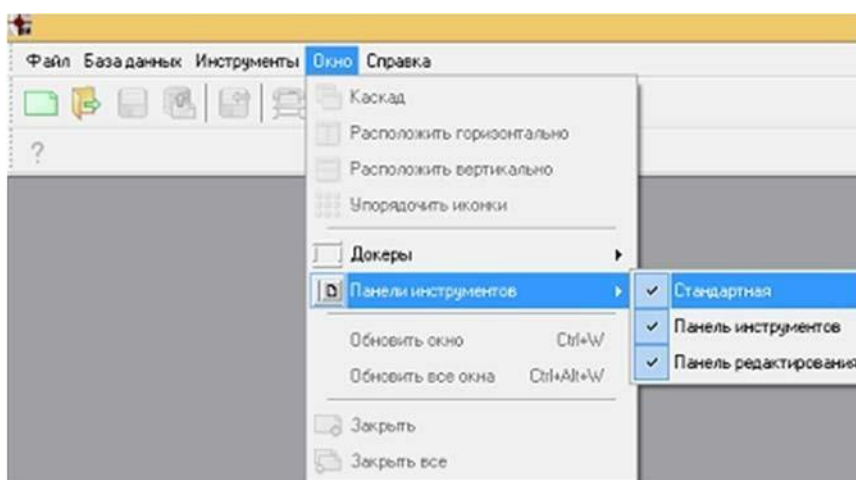 Файл База данных Инструменты Окно Справка
Каскад
Расположить горизонтально
?
Расположить вертикально
Упорядочить иконки
Докеры
Панели инструментов
Стандартная
Панель инструментов
Обновить окно Ctrl+W
Панель редактирования
Обновить все окна Ctrl+Alt+W
Закрыть
Закрыть все